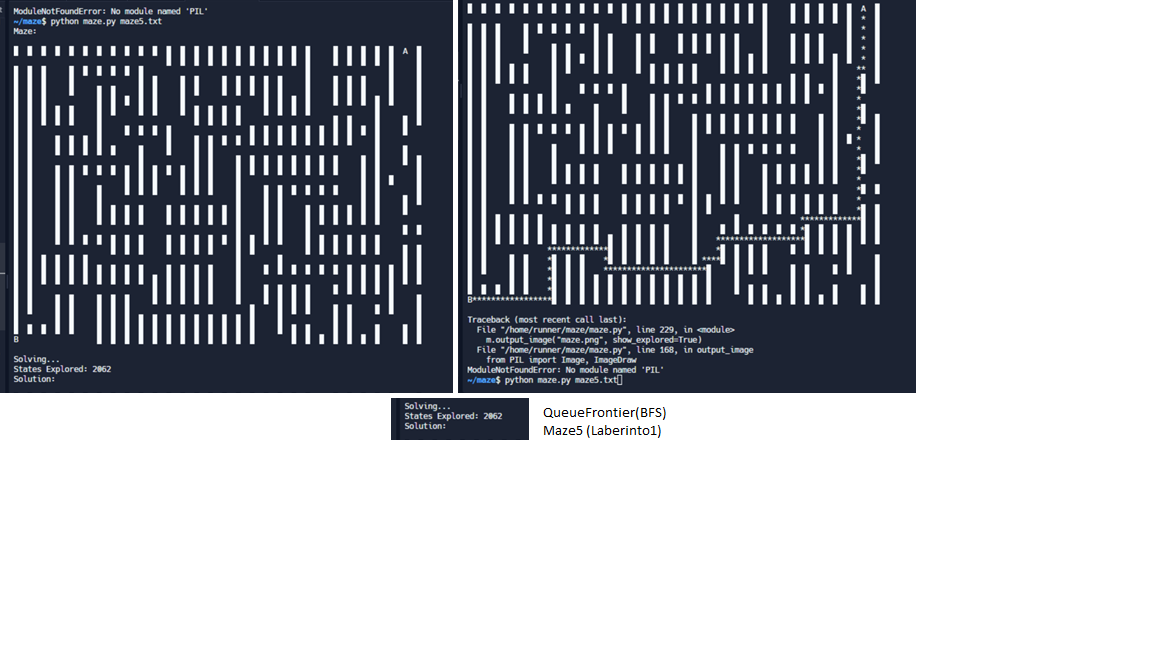 ModuleNotFoundError: No module named 'PIL'
~/maze$ python maze.py maze5.txt
Maze:
A
B
Solving...
States Explored: 2062
Solution:
A
**
*************
********************
*************
****
***********************
B*****************
Traceback (most recent call last):
File "/home/runner/maze/maze.py", line 229, in <module>
m.output_image("maze.png", show_explored=True)
File "/home/runner/maze/maze.py", line 168, in output_image
from PIL import Image, ImageDraw
ModuleNotFoundError: No module named 'PIL'
~/maze$ python maze.py maze5.txt
Solving...
States Explored: 2062
Solution:
QueueFrontier(BFS)
Maze5 (Laberinto1)